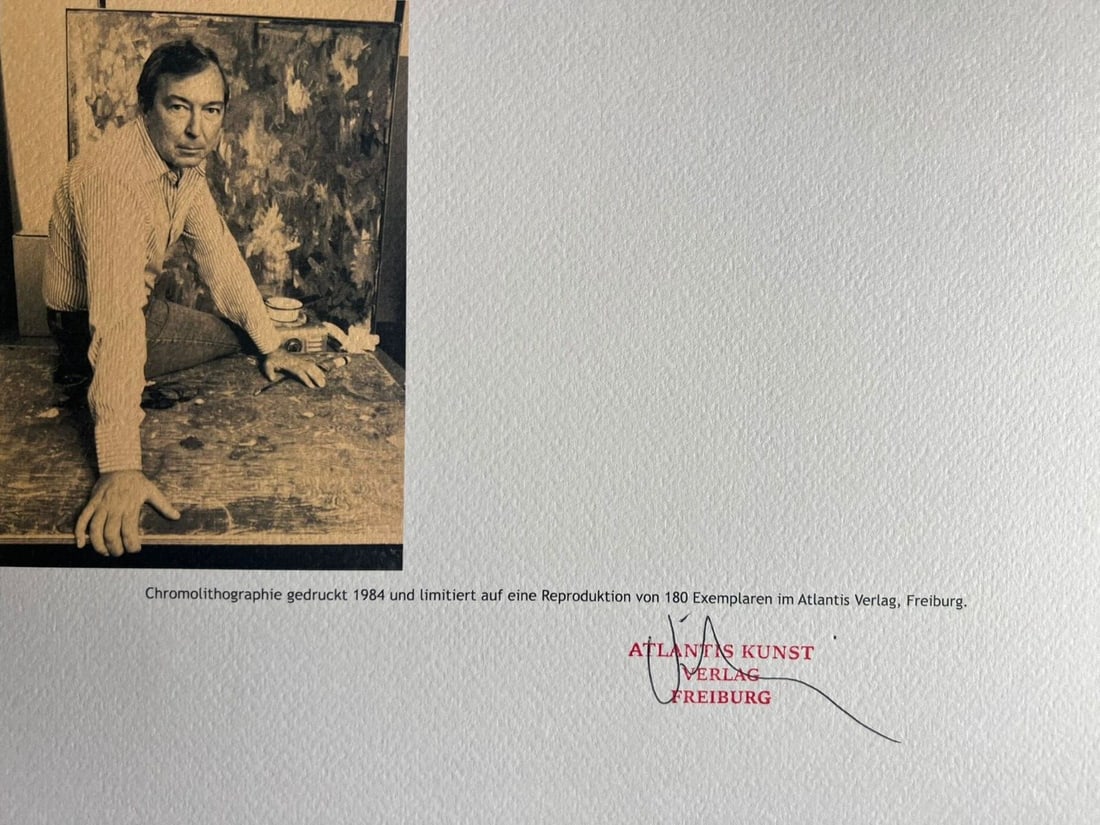 Chromolithographie gedruckt 1984 und limitiert auf eine Reproduktion von 180 Exemplaren im Atlantis Verlag, Freiburg.
ATLANTIS KUNST
VERLAG
FREIBURG